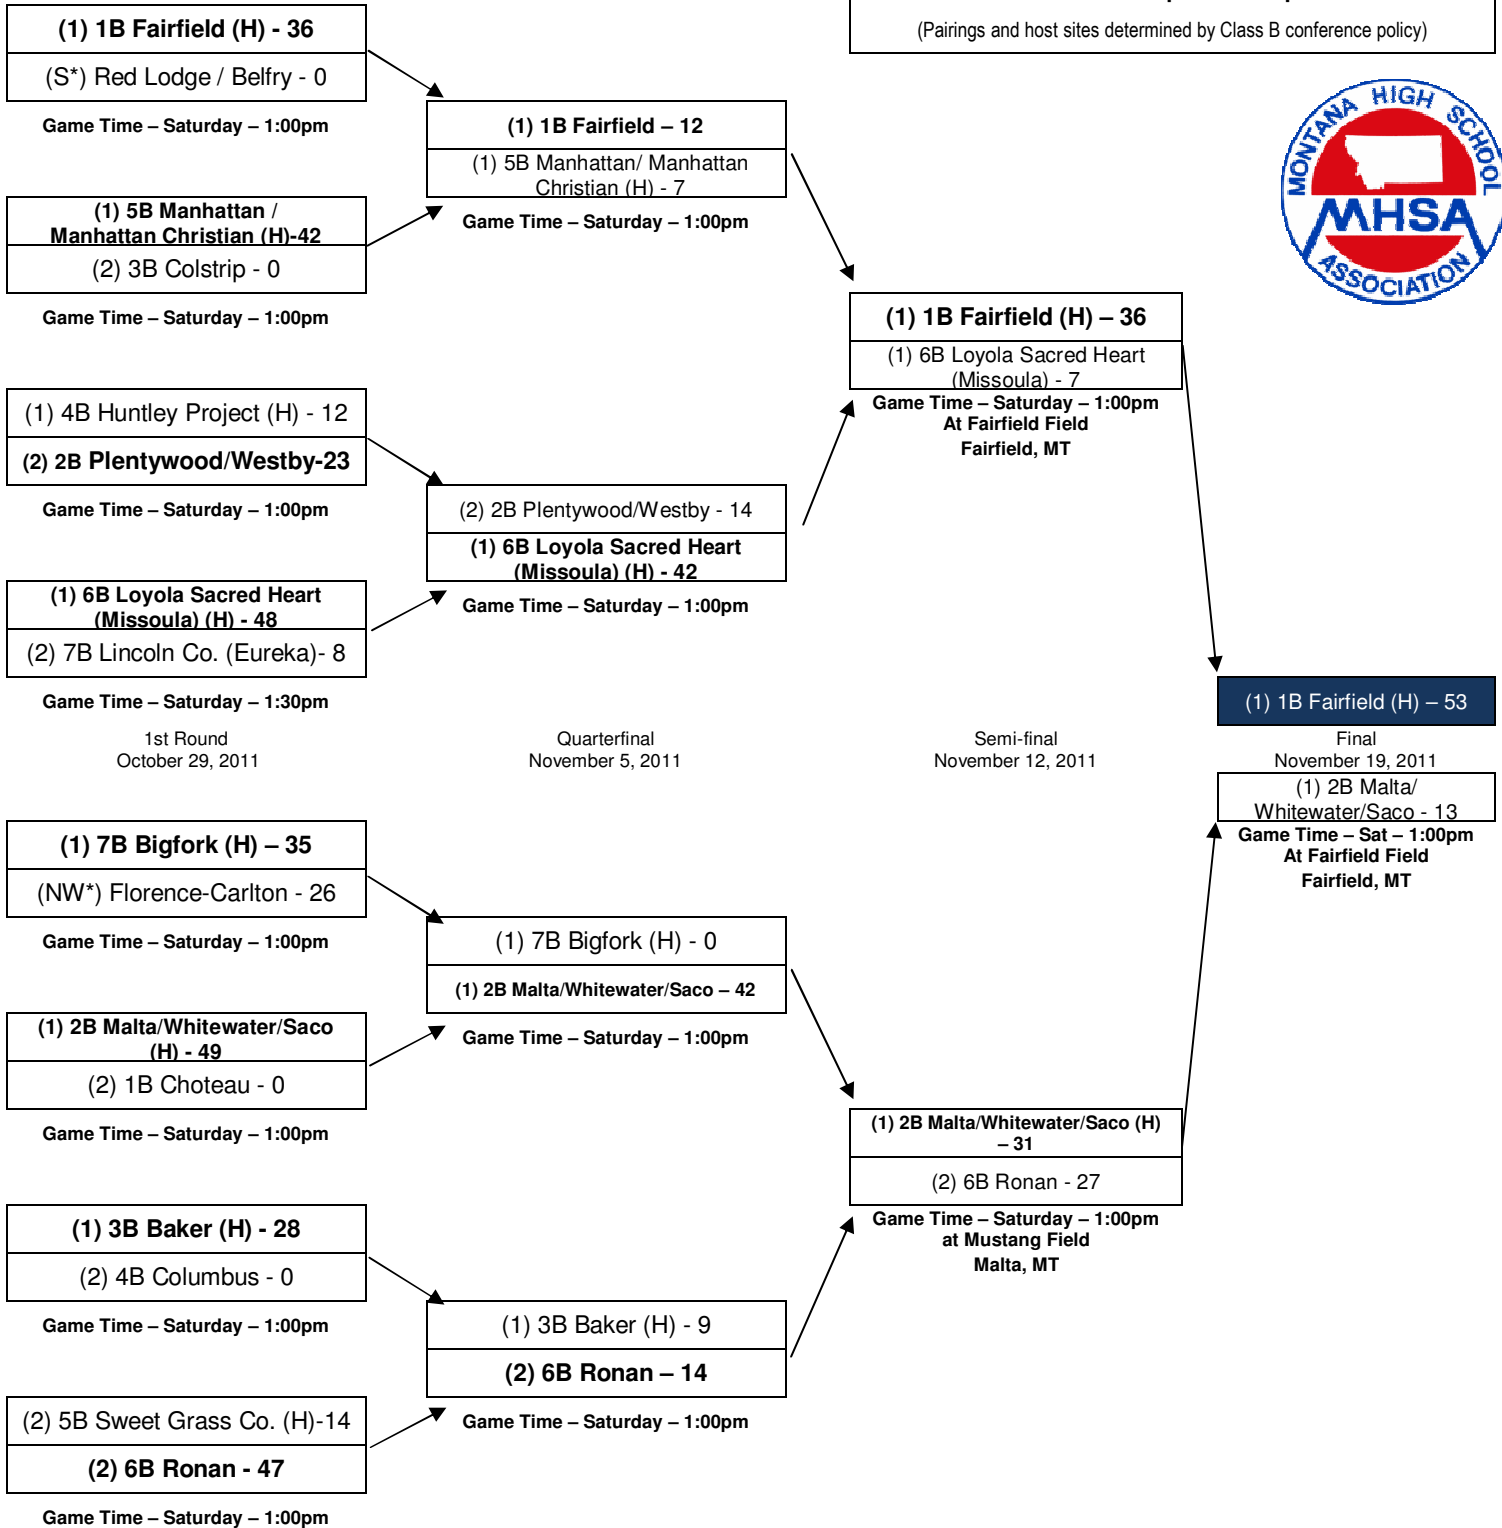 (Pairings and host sites determined by Class B conference policy)
MONTANA HIGH SCHOOL
MHSA
ASSOCIATION
(1) 1B Fairfield (H) - 36
(S*) Red Lodge / Belfry - 0
Game Time – Saturday – 1:00pm
(1) 5B Manhattan /
Manhattan Christian (H)-42
(2) 3B Colstrip - 0
Game Time – Saturday – 1:00pm
(1) 4B Huntley Project (H) - 12
(2) 2B Plentywood/Westby-23
Game Time – Saturday – 1:00pm
(1) 6B Loyola Sacred Heart
(Missoula) (H) - 48
(2) 7B Lincoln Co. (Eureka)- 8
Game Time – Saturday – 1:30pm
1st Round
October 29, 2011
(1) 7B Bigfork (H) – 35
(NW*) Florence-Carlton - 26
Game Time – Saturday – 1:00pm
(1) 2B Malta/Whitewater/Saco
(H) - 49
(2) 1B Choteau - 0
Game Time – Saturday – 1:00pm
(1) 3B Baker (H) - 28
(2) 4B Columbus - 0
Game Time – Saturday – 1:00pm
(2) 5B Sweet Grass Co. (H)-14
(2) 6B Ronan - 47
Game Time – Saturday – 1:00pm
(1) 1B Fairfield – 12
(1) 5B Manhattan/ Manhattan
Christian (H) - 7
Game Time – Saturday – 1:00pm
(2) 2B Plentywood/Westby - 14
(1) 6B Loyola Sacred Heart
(Missoula) (H) - 42
Game Time – Saturday – 1:00pm
Quarterfinal
November 5, 2011
(1) 7B Bigfork (H) - 0
(1) 2B Malta/Whitewater/Saco – 42
Game Time – Saturday – 1:00pm
(1) 3B Baker (H) - 9
(2) 6B Ronan – 14
Game Time – Saturday – 1:00pm
(1) 1B Fairfield (H) – 36
(1) 6B Loyola Sacred Heart
(Missoula) - 7
Game Time – Saturday – 1:00pm
At Fairfield Field
Fairfield, MT
Semi-final
November 12, 2011
(1) 2B Malta/Whitewater/Saco (H)
– 31
(2) 6B Ronan - 27
Game Time – Saturday – 1:00pm
at Mustang Field
Malta, MT
(1) 1B Fairfield (H) – 53
Final
November 19, 2011
(1) 2B Malta/
Whitewater/Saco - 13
Game Time – Sat – 1:00pm
At Fairfield Field
Fairfield, MT